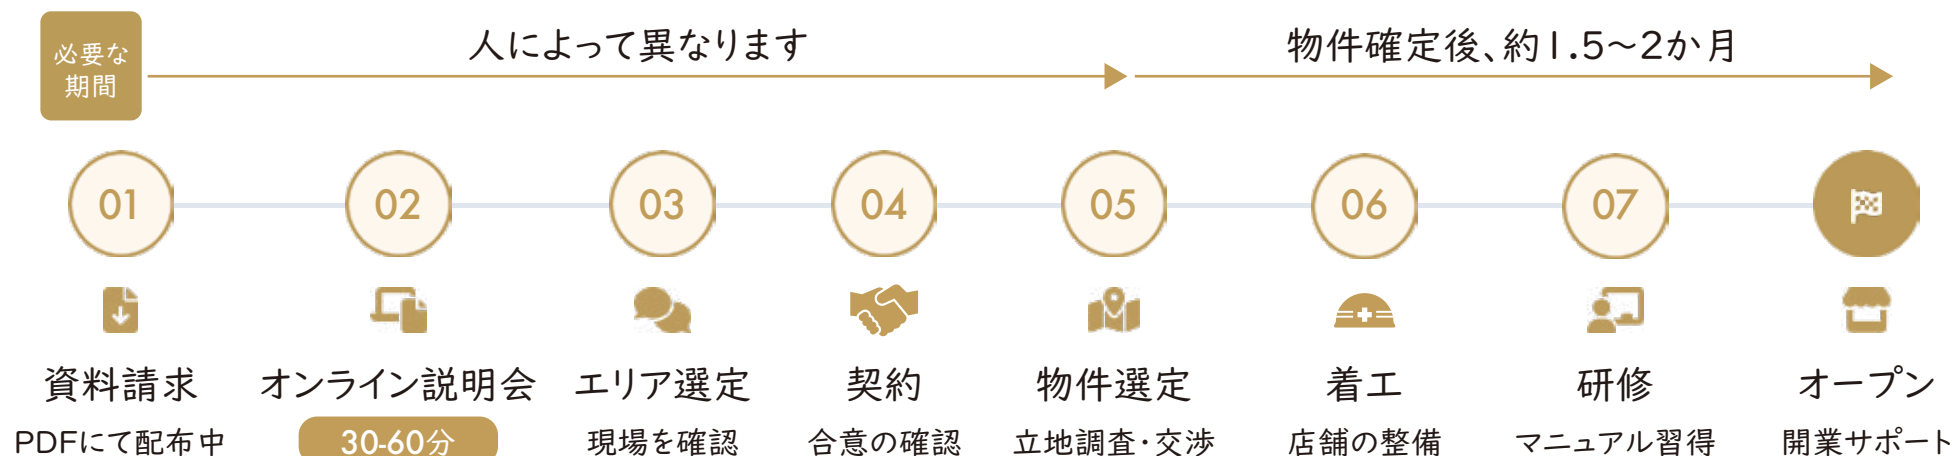 必要な
期間
人によって異なります
物件確定後、約1.5〜2か月
01
02
03
04
05
06
07
資料請求
オンライン説明会
エリア選定
契約
物件選定
着工
研修
オープン
PDFにて配布中
30-60分
現場を確認
合意の確認
立地調査・交渉
店舗の整備
マニュアル習得
開業サポート